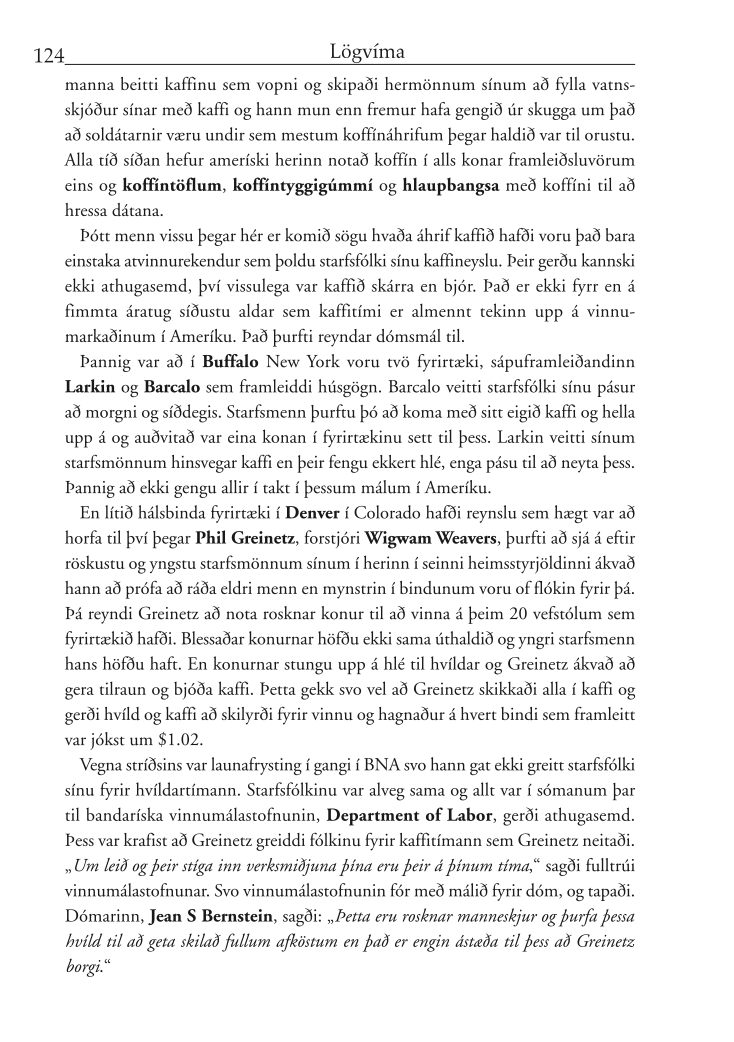 124
Lögvíma
manna beitti kaffinu sem vopni og skipaði hermönnum sínum að fylla vatns-
skjóður sínar með kaffi og hann mun enn fremur hafa gengið úr skugga um það
að soldátarnir væru undir sem mestum koffínáhrifum þegar haldið var til orustu.
Alla tíð síðan hefur ameríski herinn notað koffín í alls konar framleiðsluvörum
eins og koffíntöflum, koffíntyggigúmmí og hlaupbangsa með koffíni til að
hressa dátana.
Þótt menn vissu þegar hér er komið sögu hvaða áhrif kaffið hafði voru það bara
einstaka atvinnurekendur sem þoldu starfsfólki sínu kaffineyslu. Þeir gerðu kannski
ekki athugasemd, því vissulega var kaffið skárra en bjór. Það er ekki fyrr en á
fimmta áratug síðustu aldar sem kaffitími er almennt tekinn upp á vinnu-
markaðinum í Ameríku. Það þurfti reyndar dómsmál til.
Þannig var að í Buffalo New York voru tvö fyrirtæki, sápuframleiðandinn
Larkin og Barcalo sem framleiddi húsgögn. Barcalo veitti starfsfólki sínu pásur
að morgni og síðdegis. Starfsmenn þurftu þó að koma með sitt eigið kaffi og hella
upp á og auðvitað var eina konan í fyrirtækinu sett til þess. Larkin veitti sínum
starfsmönnum hinsvegar kaffi en þeir fengu ekkert hlé, enga pásu til að neyta þess.
Þannig að ekki gengu allir í takt í þessum málum í Ameríku.
En lítið hálsbinda fyrirtæki í Denver í Colorado hafði reynslu sem hægt var að
horfa til því þegar Phil Greinetz, forstjóri Wigwam Weavers, þurfti að sjá á eftir
röskustu og yngstu starfsmönnum sínum í herinn í seinni heimsstyrjöldinni ákvað
hann að prófa að ráða eldri menn en mynstrin í bindunum voru of flókin fyrir þá.
Þá reyndi Greinetz að nota rosknar konur til að vinna á þeim 20 vefstólum sem
fyrirtækið hafði. Blessaðar konurnar höfðu ekki sama úthaldið og yngri starfsmenn
hans höfðu haft. En konurnar stungu upp á hlé til hvíldar og Greinetz ákvað að
gera tilraun og bjóða kaffi. Þetta gekk svo vel að Greinetz skikkaði alla í kaffi og
gerði hvíld og kaffi að skilyrði fyrir vinnu og hagnaður á hvert bindi sem framleitt
var jókst um $1.02.
Vegna stríðsins var launafrysting í gangi í BNA svo hann gat ekki greitt starfsfólki
sínu fyrir hvíldartímann. Starfsfólkinu var alveg sama og allt var í sómanum þar
til bandaríska vinnumálastofnunin, Department of Labor, gerði athugasemd.
Þess var krafist að Greinetz greiddi fólkinu fyrir kaffitímann sem Greinetz neitaði.
„Um leið og þeir stíga inn verksmiðjuna þína eru þeir á þínum tíma,“ sagði fulltrúi
vinnumálastofnunar. Svo vinnumálastofnunin fór með málið fyrir dóm, og tapaði.
Dómarinn, Jean S Bernstein, sagði: „Þetta eru rosknar manneskjur og þurfa þessa
hvíld til að geta skilað fullum afköstum en það er engin ástæða til þess að Greinetz
borgi.“